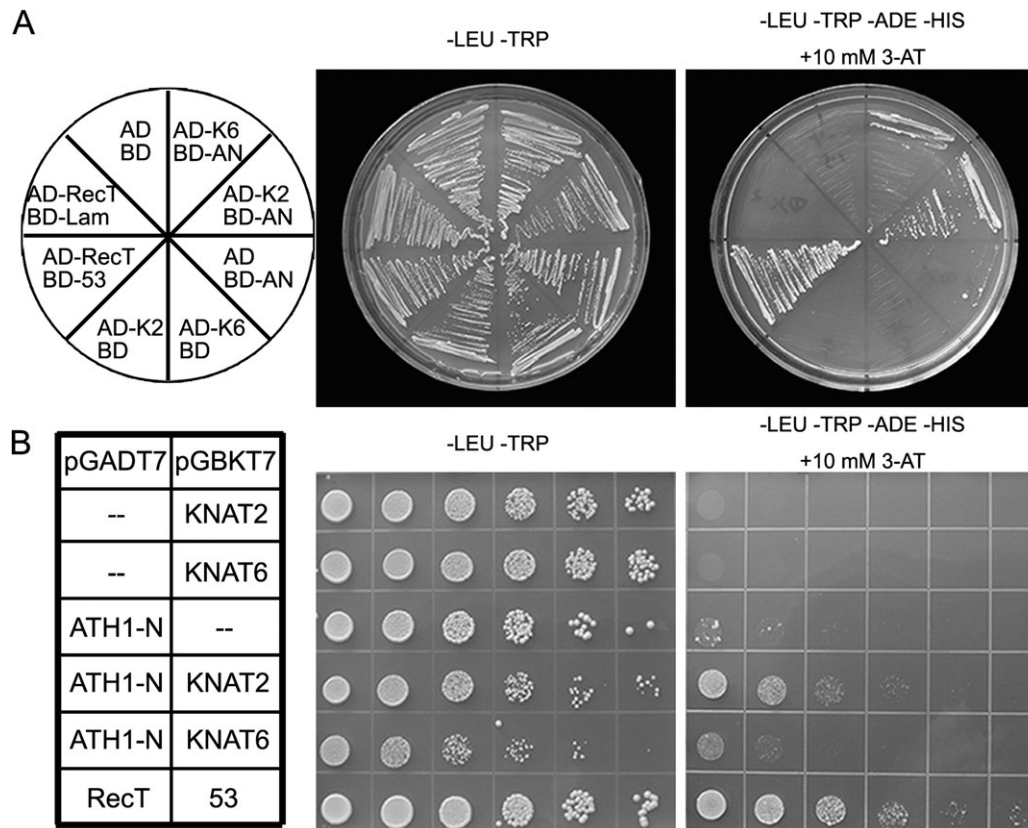 A
-LEU -TRP
-LEU -TRP -ADE -HIS
+10 mM 3-AT
AD
BD
AD-K6
BD-AN
AD-RecT
BD-Lam
AD-K2
BD-AN
AD-RecT
BD-53
AD
BD-AN
AD-K2
BD
AD-K6
BD
B
-LEU -TRP
-LEU -TRP -ADE -HIS
+10 mM 3-AT
pGADT7 pGBKT7
-- KNAT2
-- KNAT6
ATH1-N --
ATH1-N KNAT2
ATH1-N KNAT6
RecT 53